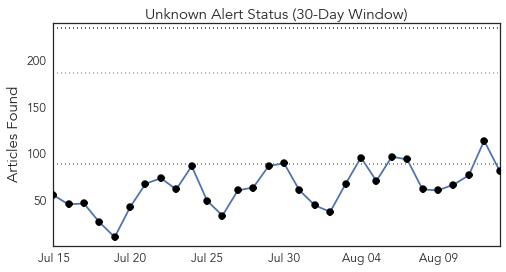 Unknown Alert Status (30-Day Window)
Articles Found
200
150
100
50
Jul 15 Jul 20 Jul 25 Jul 30 Aug 04 Aug 09